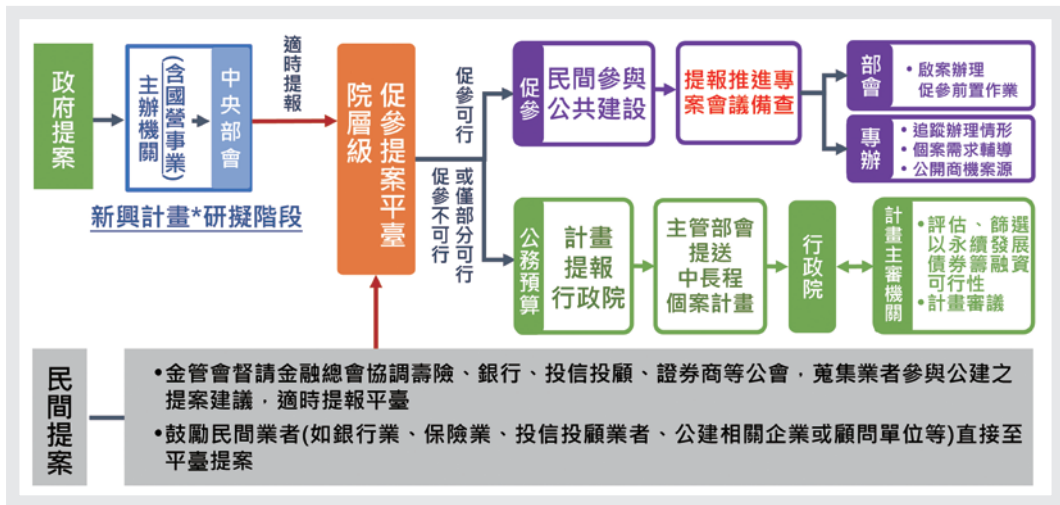 政府提案
主辦機關
(含國營事業)
中央部會
新興計畫*研擬階段
適時提報
院層級
促參提案平臺
促參可行
促參不可行
或僅部分可行
促參
民間參與
公共建設
提報推進專
案會議備查
部會
•啟案辦理
促參前置作業
專辦
•追蹤辦理情形
•個案需求輔導
•公開商機案源
公務預算
計畫
提報
行政院
主管部會
提送
中長程
個案計畫
行政院
計畫主審機關
•評估、篩選
以永續發展
債券籌融資
可行性
•計畫審議
民間提案
•金管會督請金融總會協調壽險、銀行、投信投顧、證券商等公會，蒐集業者參與公建之
提案建議，適時提報平臺
•鼓勵民間業者(如銀行業、保險業、投信投顧業者、公建相關企業或顧問單位等)直接至
平臺提案